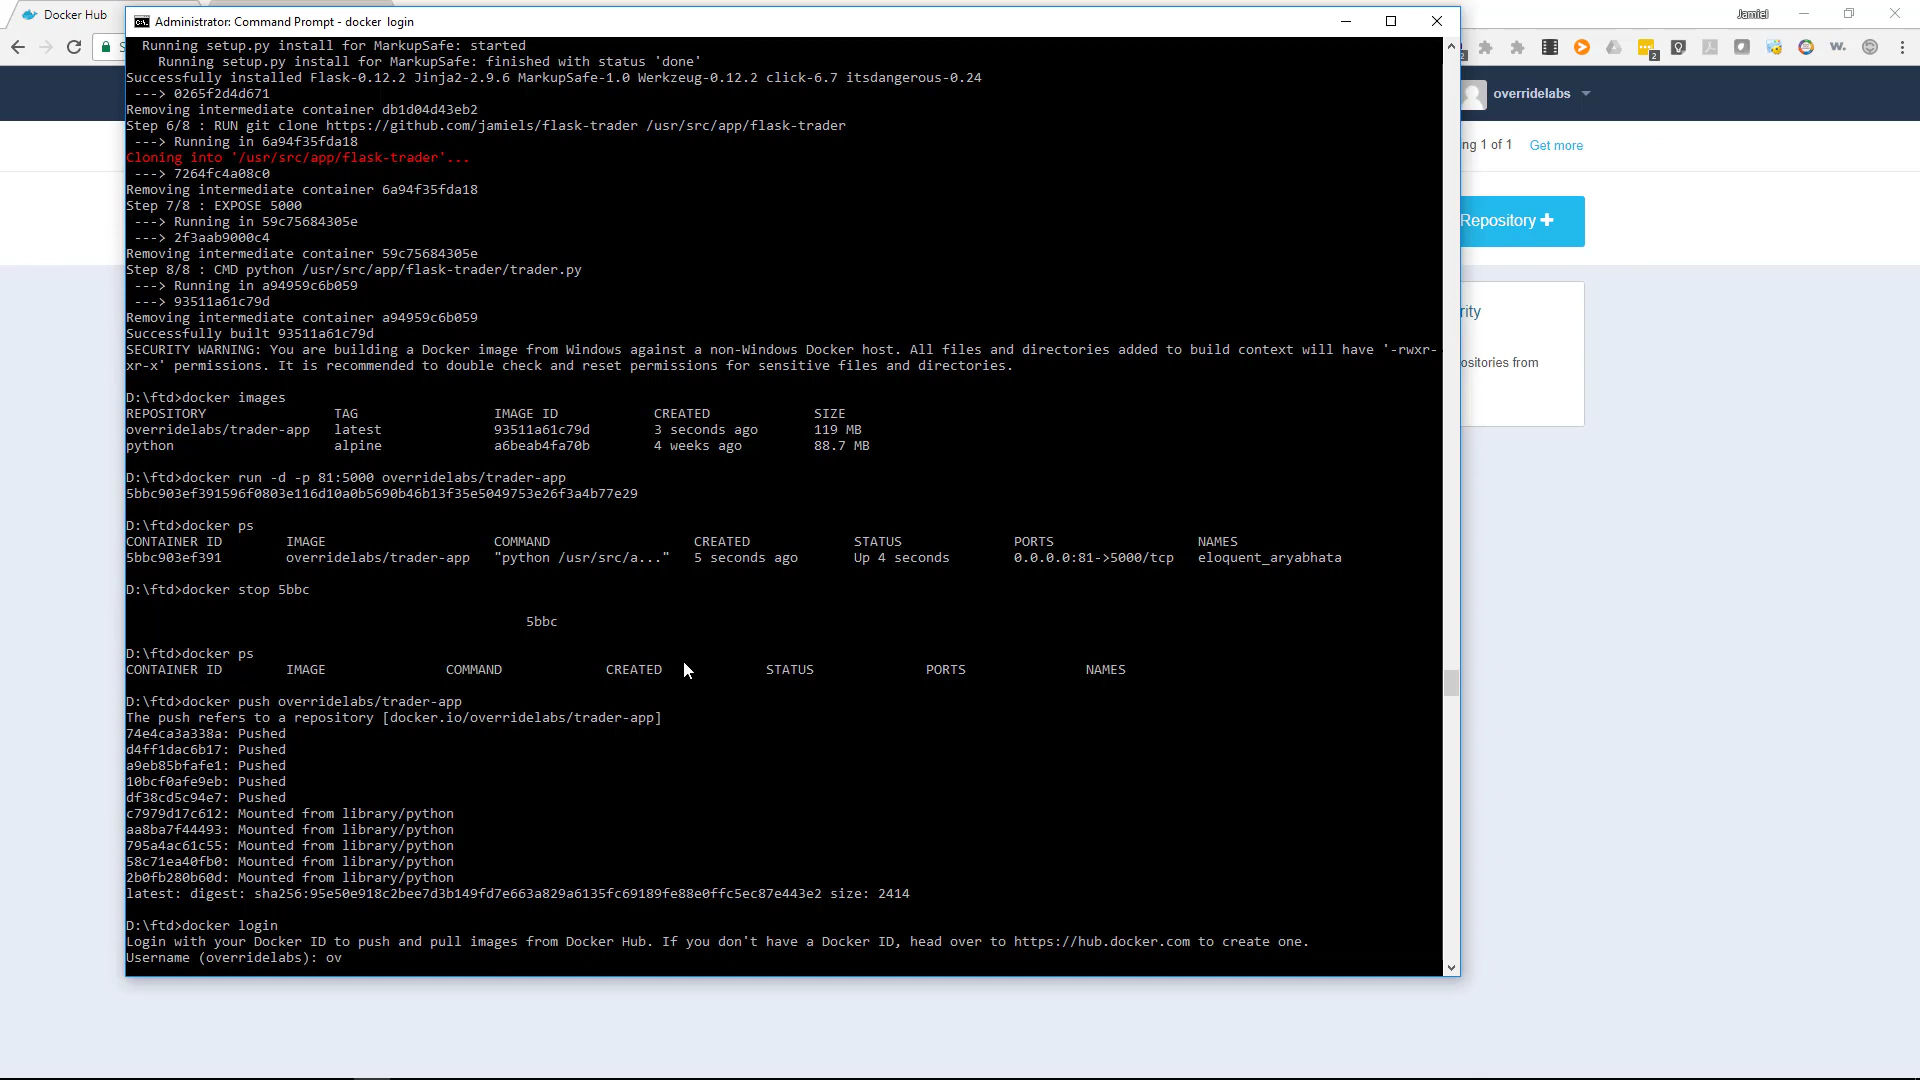 Docker Hub
Jamiel
Administrator: Command Prompt - docker  login
Running setup.py install for MarkupSafe: started
Running setup.py install for MarkupSafe: finished with status 'done'
Successfully installed Flask-0.12.2 Jinja2-2.9.6 MarkupSafe-1.0 Werkzeug-0.12.2 click-6.7 itsdangerous-0.24
---> 0265f2d4d671
Removing intermediate container db1d04d43eb2
Step 6/8 : RUN git clone https://github.com/jamiels/flask-trader /usr/src/app/flask-trader
---> Running in 6a94f35fda18
Cloning into '/usr/src/app/flask-trader'...
---> 7264fc4a08c0
Removing intermediate container 6a94f35fda18
Step 7/8 : EXPOSE 5000
---> Running in 59c75684305e
---> 2f3aab9000c4
Removing intermediate container 59c75684305e
Step 8/8 : CMD python /usr/src/app/flask-trader/trader.py
---> Running in a94959c6b059
---> 93511a61c79d
Removing intermediate container a94959c6b059
Successfully built 93511a61c79d
SECURITY WARNING: You are building a Docker image from Windows against a non-Windows Docker host. All files and directories added to build context will have '-rwxr-
xr-x' permissions. It is recommended to double check and reset permissions for sensitive files and directories.
D:\ftd>docker images
REPOSITORY TAG IMAGE ID CREATED SIZE
overridelabs/trader-app latest 93511a61c79d 3 seconds ago 119 MB
python alpine a6beab4fa70b 4 weeks ago 88.7 MB
D:\ftd>docker run -d -p 81:5000 overridelabs/trader-app
5bbc903ef391596f0803e116d10a0b5690b46b13f35e5049753e26f3a4b77e29
D:\ftd>docker ps
CONTAINER ID IMAGE COMMAND CREATED STATUS PORTS NAMES
5bbc903ef391 overridelabs/trader-app "python /usr/src/a..." 5 seconds ago Up 4 seconds 0.0.0.0:81->5000/tcp eloquent_aryabhata
D:\ftd>docker stop 5bbc
5bbc
D:\ftd>docker ps
CONTAINER ID IMAGE COMMAND CREATED STATUS PORTS NAMES
D:\ftd>docker push overridelabs/trader-app
The push refers to a repository [docker.io/overridelabs/trader-app]
74e4ca3a338a: Pushed
d4ff1dac6b17: Pushed
a9eb85bfafe1: Pushed
10bcf0afe9eb: Pushed
df38cd5c94e7: Pushed
c7979d17c612: Mounted from library/python
aa8ba7f44493: Mounted from library/python
795a4ac61c55: Mounted from library/python
58c71ea40fb0: Mounted from library/python
2b0fb280b60d: Mounted from library/python
latest: digest: sha256:95e50e918c2bee7d3b149fd7e663a829a6135fc69189fe88e0ffc5ec87e443e2 size: 2414
D:\ftd>docker login
Login with your Docker ID to push and pull images from Docker Hub. If you don't have a Docker ID, head over to https://hub.docker.com to create one.
Username (overridelabs): ov
overridelabs
ng 1 of 1 Get more
Repository +
rity
ositories from